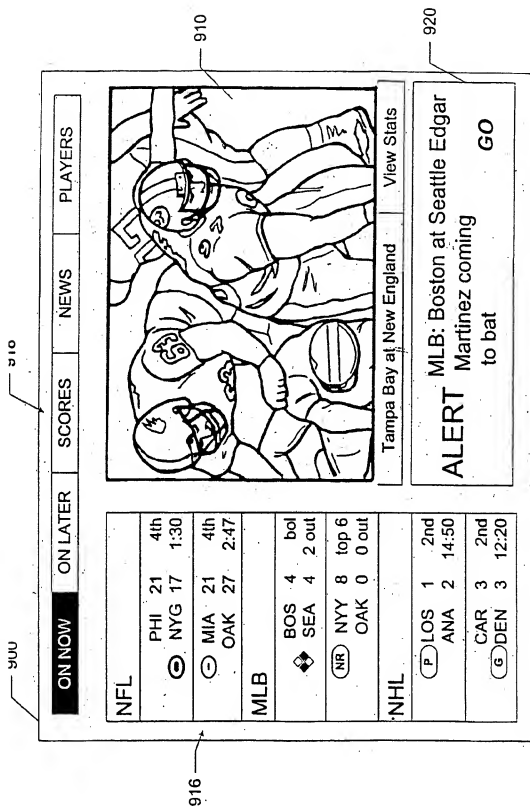 900
918
ON NOW
ON LATER
SCORES
NEWS
PLAYERS
NFL
PHI 21 4th
NYG 17 1:30
MIA 21 4th
OAK 27 2:47
MLB
BOS 4 bol
SEA 4 2 out
NR NYY 8 top 6
OAK 0 0 out
NHL
P LOS 1 2nd
ANA 2 14:50
CAR 3 2nd
G DEN 3 12:20
916
910
Tampa Bay at New England
View Stats
ALERT MLB: Boston at Seattle Edgar
Martinez coming
to bat
GO
920